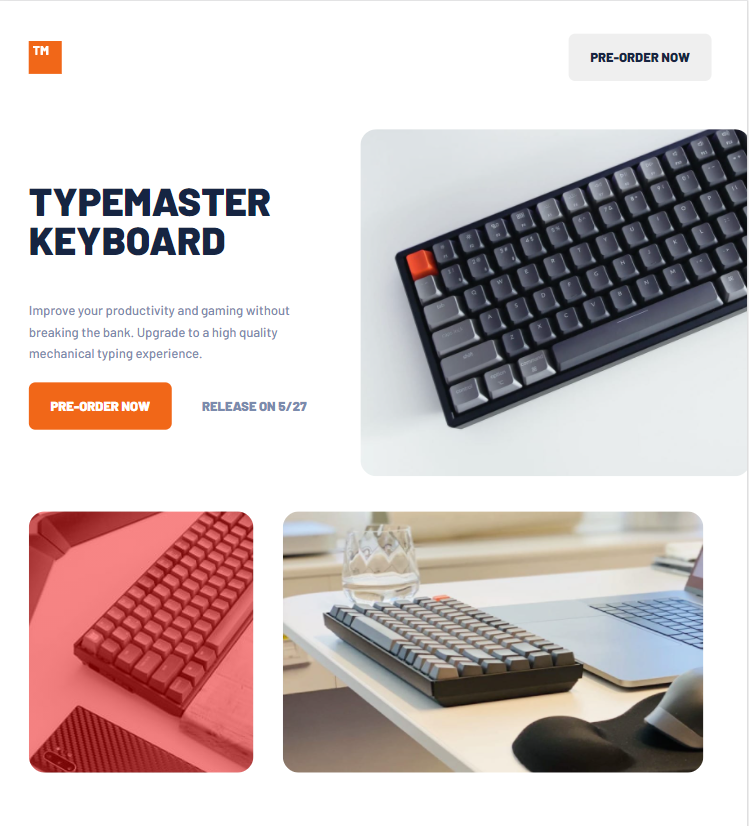 TM
PRE-ORDER NOW
TYPEMASTER
KEYBOARD
Improve your productivity and gaming without
breaking the bank. Upgrade to a high quality
mechanical typing experience.
PRE-ORDER NOW
RELEASE ON 5/27